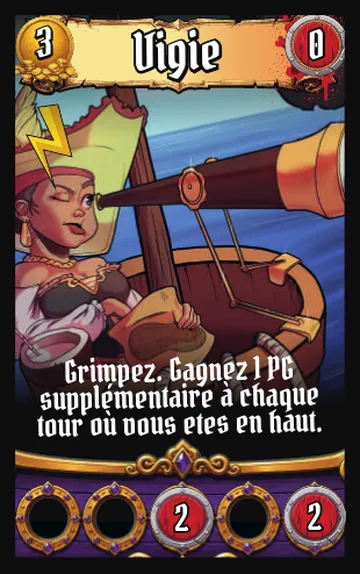 3 Vigie 0
Grimpez. Gagnez 1 PG
supplémentaire à chaque
tour où vous etes en haut.
2 2